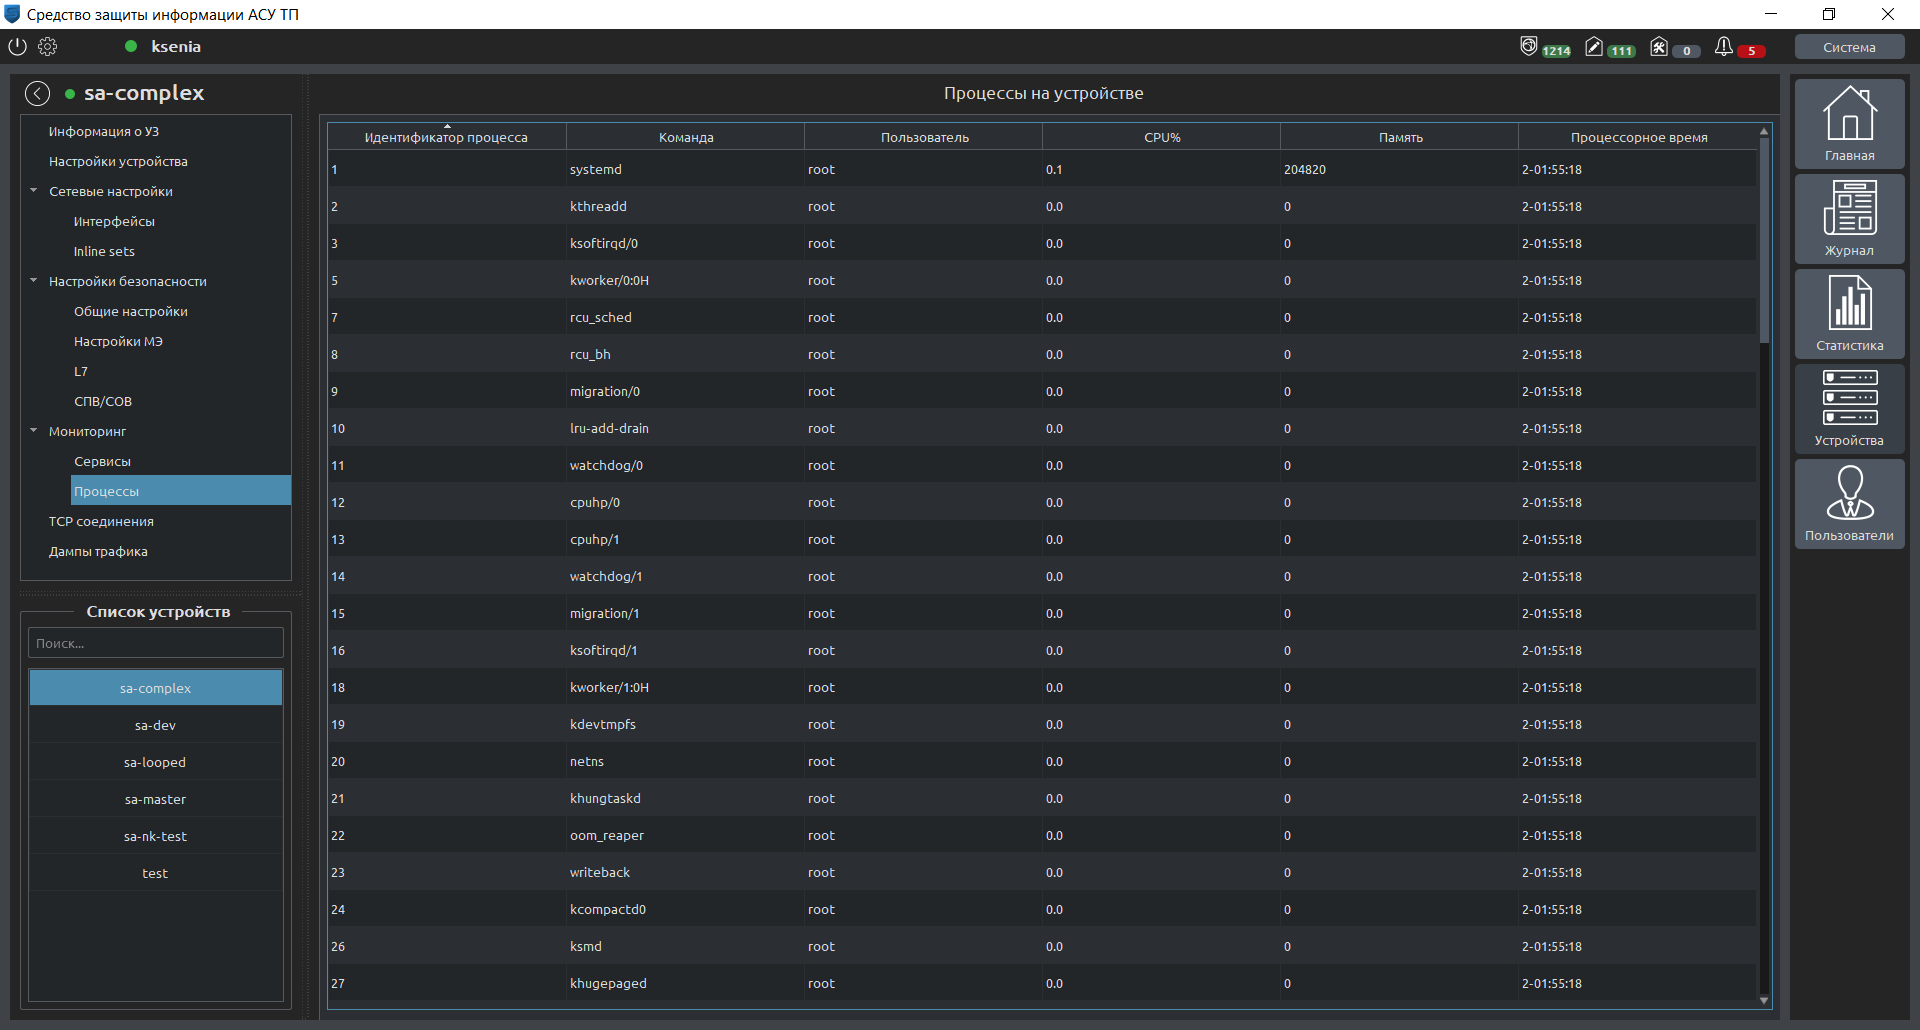 Средство защиты информации АСУ ТП
ksenia
1214
111
0
5
Система
sa-complex
Информация о УЗ
Настройки устройства
Сетевые настройки
Интерфейсы
Inline sets
Настройки безопасности
Общие настройки
Настройки МЭ
L7
СПВ/СОВ
Мониторинг
Сервисы
Процессы
TCP соединения
Дампы трафика
Список устройств
Поиск...
sa-complex
sa-dev
sa-looped
sa-master
sa-nk-test
test
Процессы на устройстве
Идентификатор процесса Команда Пользователь CPU% Память Процессорное время
1 systemd root 0.1 204820 2-01:55:18
2 kthreadd root 0.0 0 2-01:55:18
3 ksoftirqd/0 root 0.0 0 2-01:55:18
5 kworker/0:0H root 0.0 0 2-01:55:18
7 rcu_sched root 0.0 0 2-01:55:18
8 rcu_bh root 0.0 0 2-01:55:18
9 migration/0 root 0.0 0 2-01:55:18
10 lru-add-drain root 0.0 0 2-01:55:18
11 watchdog/0 root 0.0 0 2-01:55:18
12 cpuhp/0 root 0.0 0 2-01:55:18
13 cpuhp/1 root 0.0 0 2-01:55:18
14 watchdog/1 root 0.0 0 2-01:55:18
15 migration/1 root 0.0 0 2-01:55:18
16 ksoftirqd/1 root 0.0 0 2-01:55:18
18 kworker/1:0H root 0.0 0 2-01:55:18
19 kdevtmpfs root 0.0 0 2-01:55:18
20 netns root 0.0 0 2-01:55:18
21 khungtaskd root 0.0 0 2-01:55:18
22 oom_reaper root 0.0 0 2-01:55:18
23 writeback root 0.0 0 2-01:55:18
24 kcompactd0 root 0.0 0 2-01:55:18
26 ksmd root 0.0 0 2-01:55:18
27 khugepaged root 0.0 0 2-01:55:18
Главная
Журнал
Статистика
Устройства
Пользователи